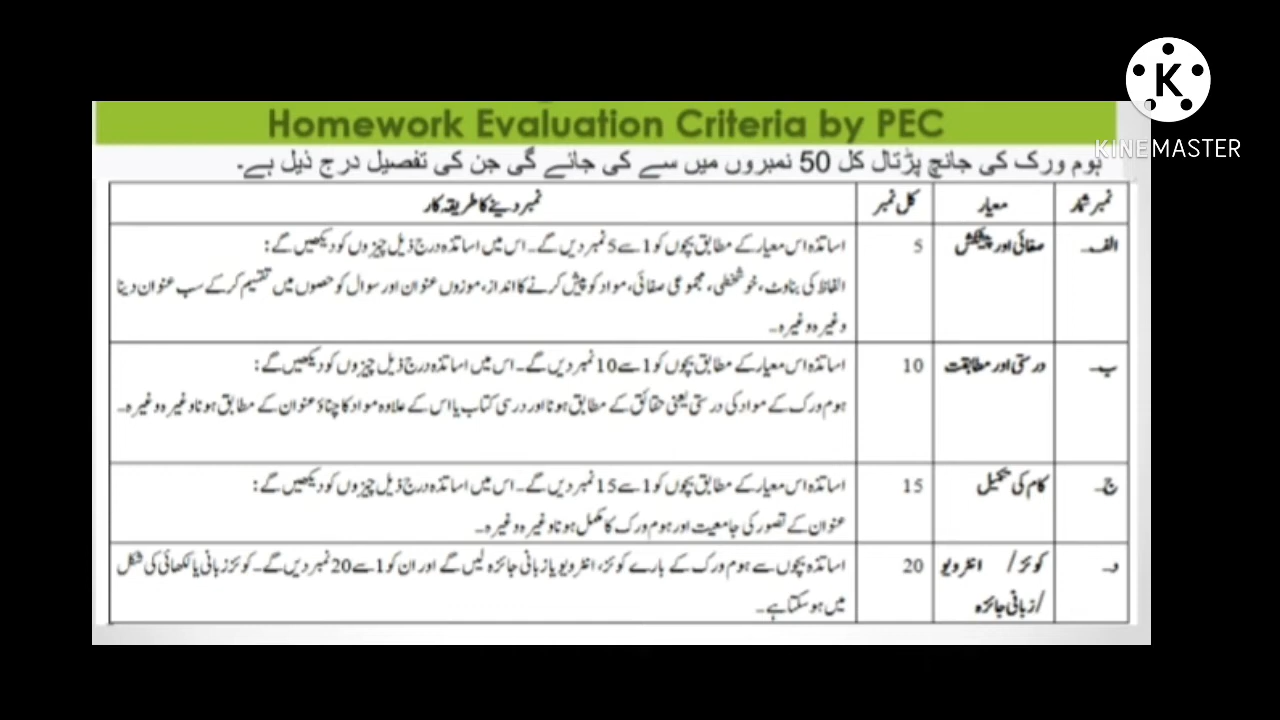 K
KINEMASTER
Homework Evaluation Criteria by PEC
ہوم ورک کی جانچ پڑتال کل 50 نمبروں میں سے کی جائے گی جن کی تفصیل درج ذیل ہے۔
نمبر شمار معیار کل نمبر نمبر دینے کا طریقہ کار
الف۔ صفائی اور پیشکش 5 اساتذہ اس معیار کے مطابق بچوں کو 1 سے 5 نمبر دیں گے۔ اس میں اساتذہ درج ذیل چیزوں کو دیکھیں گے:
الفاظ کی بناوٹ، خوشخطی، مجموعی صفائی، مواد کو پیش کرنے کا انداز، موزوں عنوان اور سوال کو حصوں میں تقسیم کرکے سب عنوان دینا
وغیرہ وغیرہ۔
ب۔ درستی اور مطابقت 10 اساتذہ اس معیار کے مطابق بچوں کو 1 سے 10 نمبر دیں گے۔ اس میں اساتذہ درج ذیل چیزوں کو دیکھیں گے:
ہوم ورک کے مواد کی درستی یعنی حقائق کے مطابق ہونا اور درسی کتاب یا اس کے علاوہ مواد کا چناؤ عنوان کے مطابق ہونا وغیرہ وغیرہ۔
ج۔ کام کی تکمیل 15 اساتذہ اس معیار کے مطابق بچوں کو 1 سے 15 نمبر دیں گے۔ اس میں اساتذہ درج ذیل چیزوں کو دیکھیں گے:
عنوان کے تصور کی جامعیت اور ہوم ورک کا مکمل ہونا وغیرہ وغیرہ۔
د۔ کوئز / انٹرویو 20 اساتذہ بچوں سے ہوم ورک کے بارے کوئز، انٹرویو یا زبانی جائزہ لیں گے اور ان کو 1 سے 20 نمبر دیں گے۔ کوئز زبانی یا لکھائی کی شکل
/ زبانی جائزہ میں ہو سکتا ہے۔